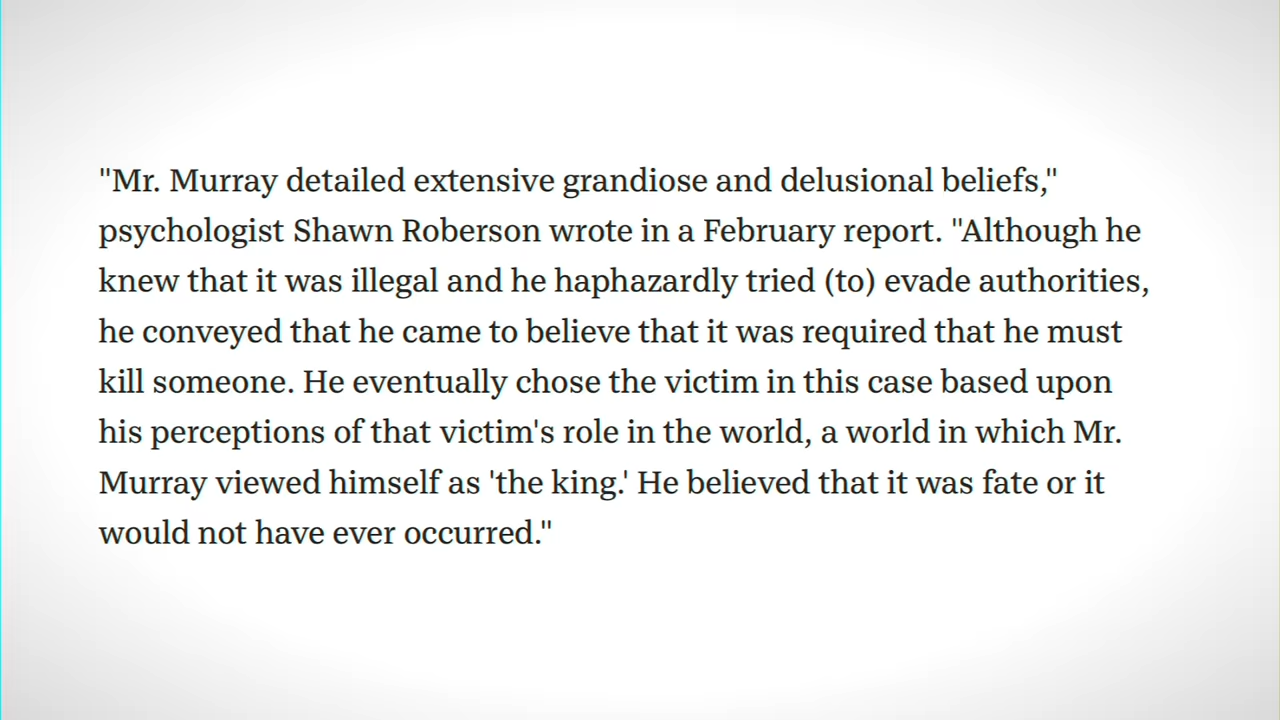 "Mr. Murray detailed extensive grandiose and delusional beliefs,"
psychologist Shawn Roberson wrote in a February report. "Although he
knew that it was illegal and he haphazardly tried (to) evade authorities,
he conveyed that he came to believe that it was required that he must
kill someone. He eventually chose the victim in this case based upon
his perceptions of that victim's role in the world, a world in which Mr.
Murray viewed himself as 'the king.' He believed that it was fate or it
would not have ever occurred."